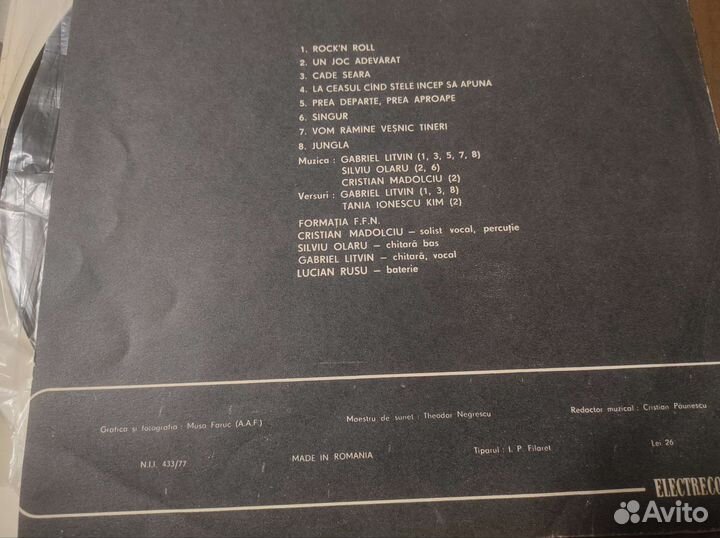 1. ROCK'N ROLL
2. UN JOC ADEVĂRAT
3. CADE SEARA
4. LA CEASUL CÎND STELE INCEP SĂ APUNA
5. PREA DEPARTE, PREA APROAPE
6. SINGUR
7. VOM RĂMINE VEȘNIC TINERI
8. JUNGLA
Muzica : GABRIEL LITVIN (1, 3, 5, 7, 8)
SILVIU OLARU (2, 6)
CRISTIAN MADOLCIU (2)
Versuri : GABRIEL LITVIN (1, 3, 8)
TANIA IONESCU KIM (2)
FORMAȚIA F.F.N.
CRISTIAN MADOLCIU – solist vocal, percuție
SILVIU OLARU – chitară bas
GABRIEL LITVIN – chitară, vocal
LUCIAN RUSU – baterie
Grafica și fotografia : Musa Faruc (A.A.F.) Maestru de sunet : Theodor Negrescu Redactor muzical : Cristian Păunescu
N.I.I. 433/77 MADE IN ROMANIA Tiparul : I. P. Filaret Lei 26
ELECTRECO
Avito